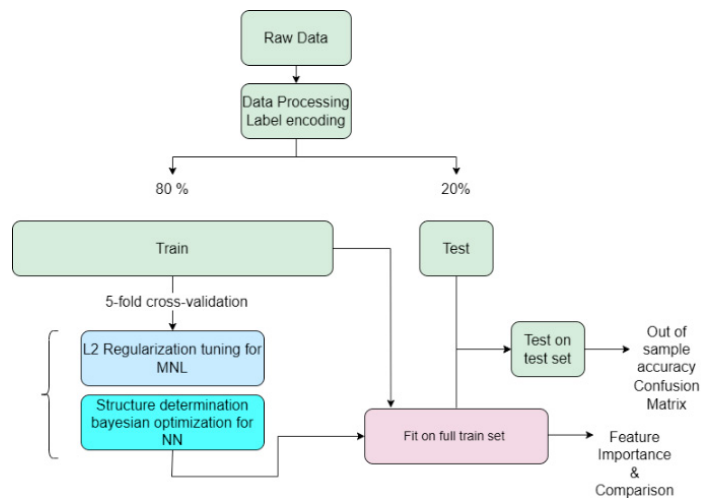 Raw Data
Data Processing
Label encoding
80 %
20%
Train
Test
5-fold cross-validation
L2 Regularization tuning for
MNL
Structure determination
bayesian optimization for
NN
Test on
test set
Out of
sample
accuracy
Confusion
Matrix
Fit on full train set
Feature
Importance
&
Comparison